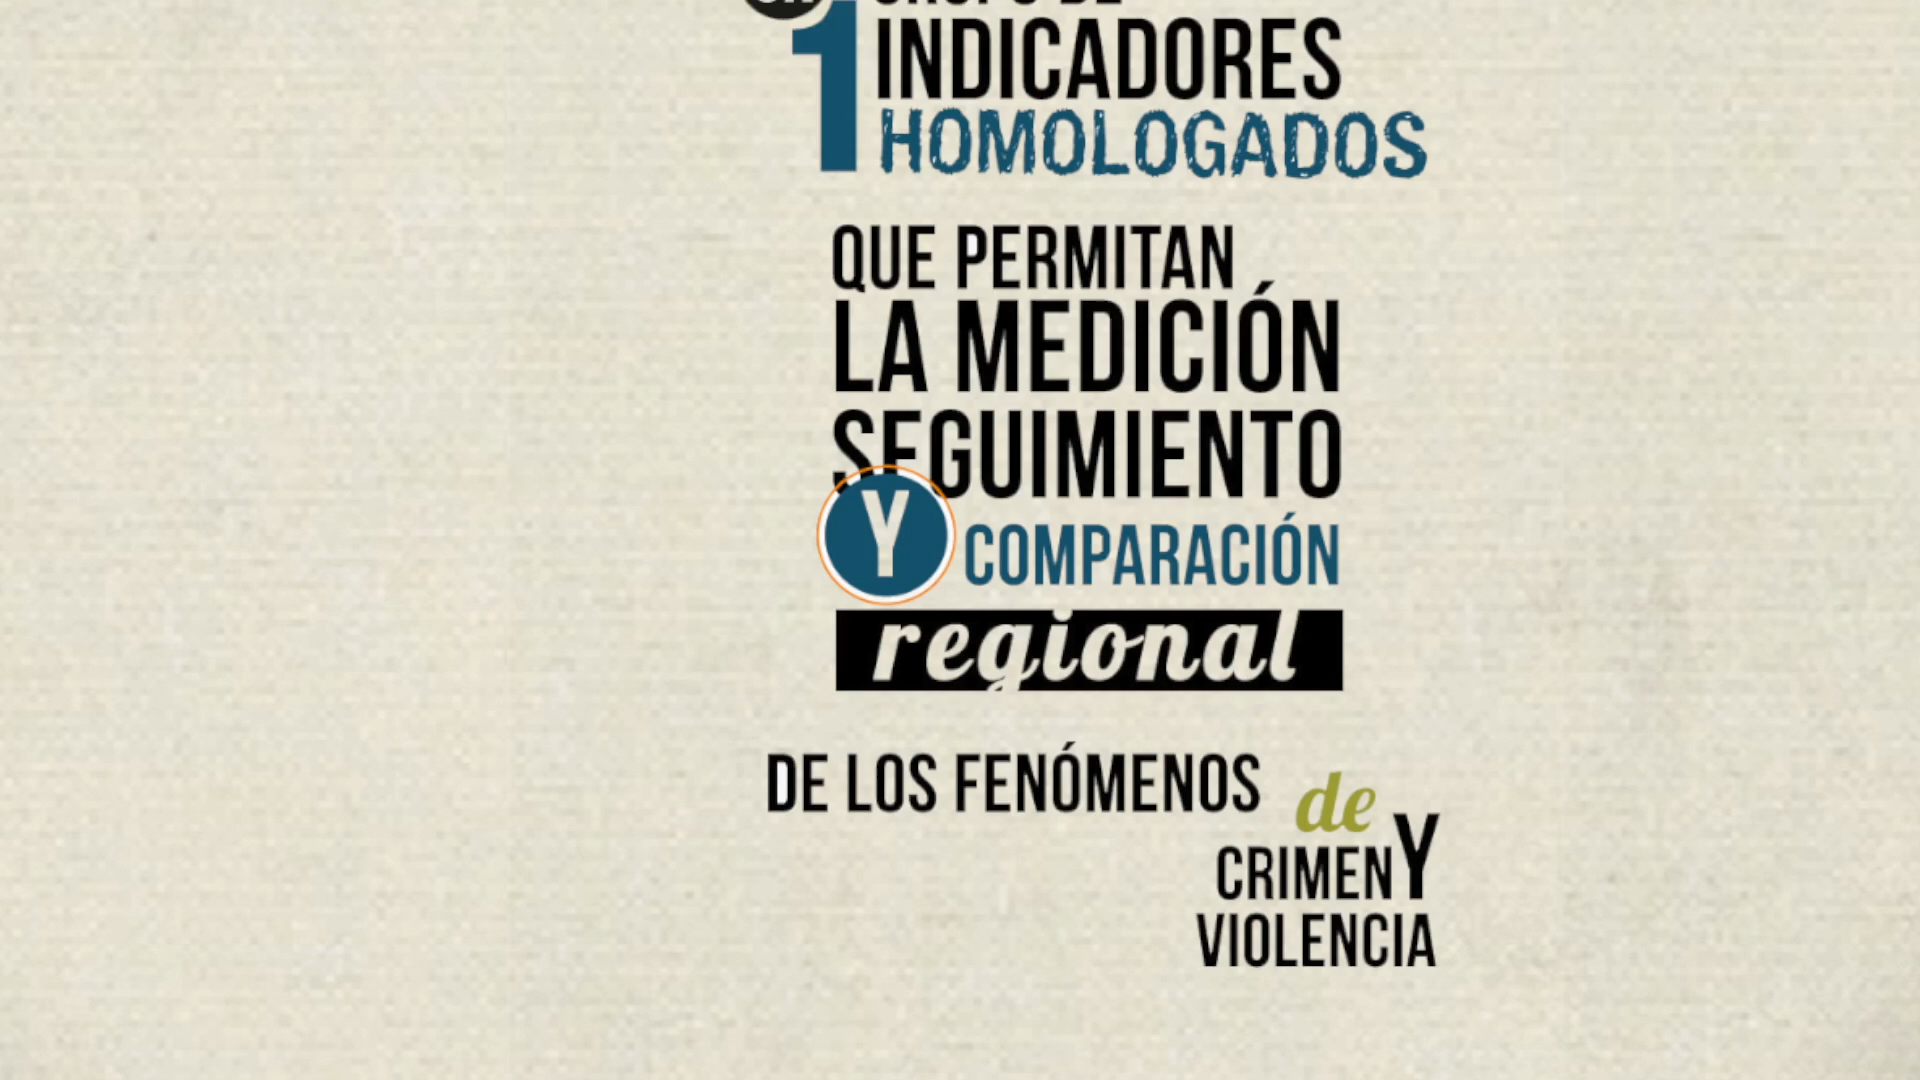 1
INDICADORES
HOMOLOGADOS
QUE PERMITAN
LA MEDICIÓN
SEGUIMIENTO
Y COMPARACIÓN
regional
DE LOS FENÓMENOS
de
CRIMEN Y
VIOLENCIA